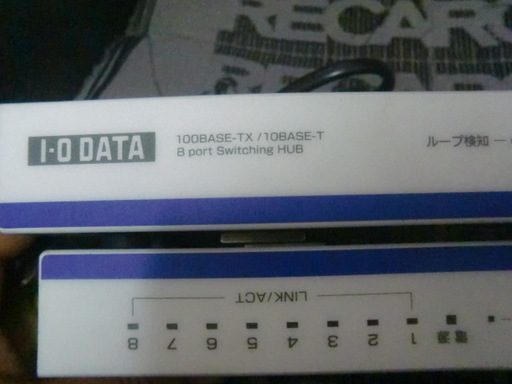 RECARO
I-O DATA
100BASE-TX / 10BASE-T
8 port Switching HUB
ループ検知
LINK/ACT
電源 1 2 3 4 5 6 7 8